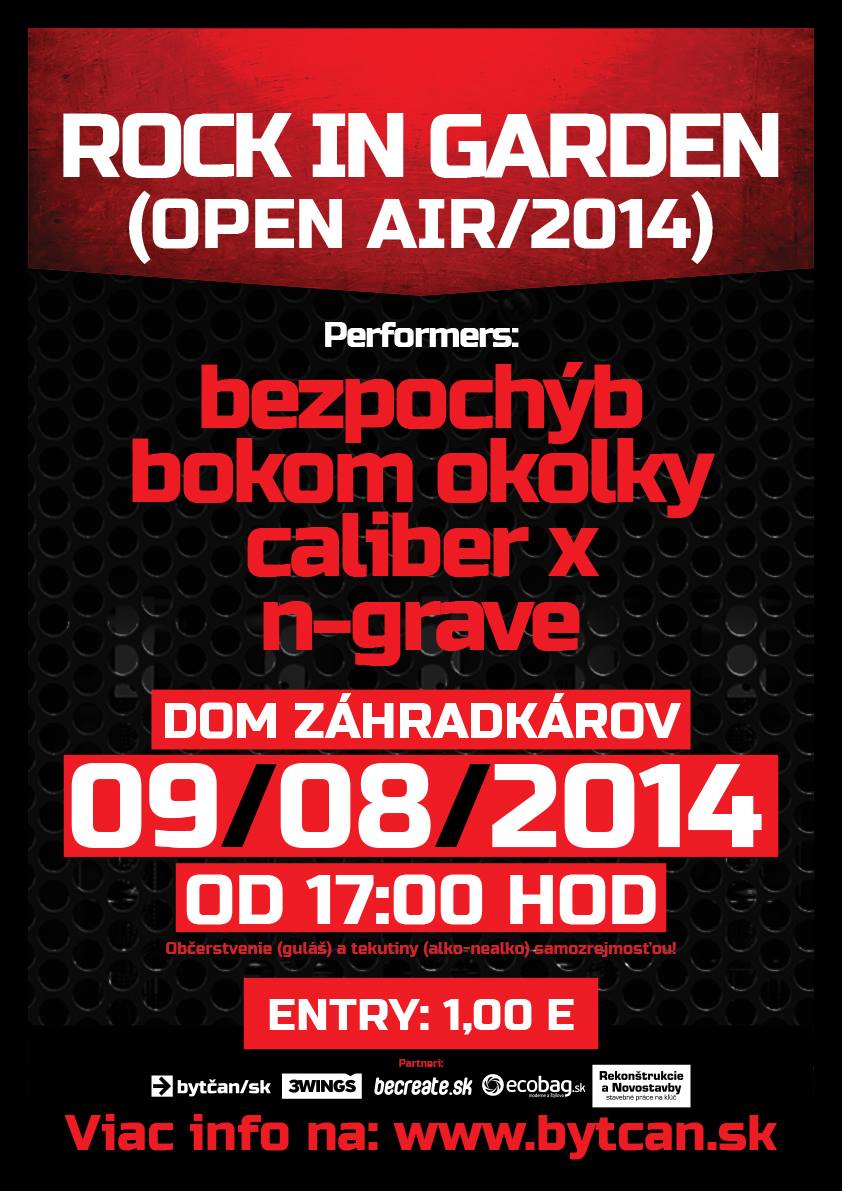 ROCK IN GARDEN
(OPEN AIR/2014)
Performers:
bezpochýb
bokom okolky
caliber x
n-grave
DOM ZÁHRADKÁROV
09/08/2014
OD 17:00 HOD
Občerstvenie (guláš) a tekutiny (alko-nealko) samozrejmosťou!
ENTRY: 1,00 E
Partneri:
bytčan/sk 3WINGS becreate.sk ecobag.sk
moderne a štýlovo
Rekonštrukcie
a Novostavby
stavebné práce na kľúč
Viac info na: www.bytcan.sk